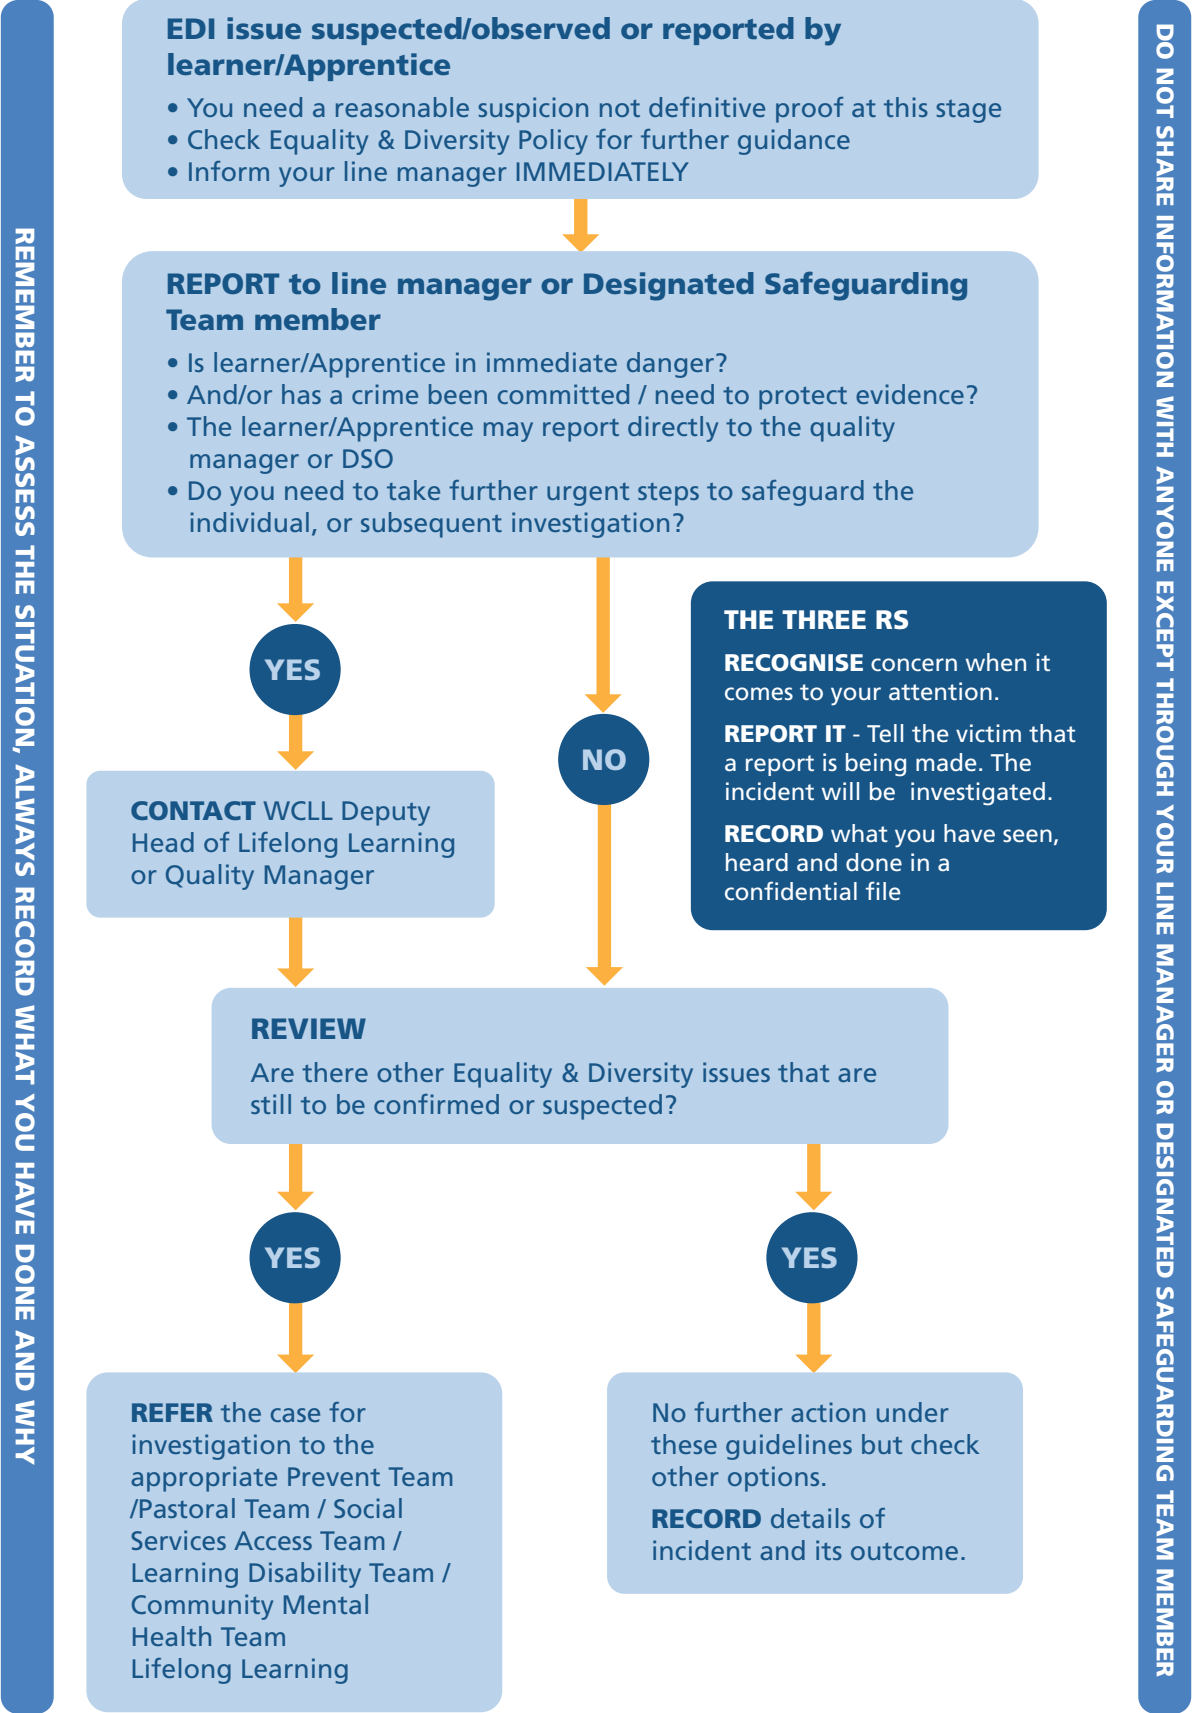 EDI issue suspected/observed or reported by
learner/Apprentice
• You need a reasonable suspicion not definitive proof at this stage
• Check Equality & Diversity Policy for further guidance
• Inform your line manager IMMEDIATELY
REPORT to line manager or Designated Safeguarding
Team member
• Is learner/Apprentice in immediate danger?
• And/or has a crime been committed / need to protect evidence?
• The learner/Apprentice may report directly to the quality
manager or DSO
• Do you need to take further urgent steps to safeguard the
individual, or subsequent investigation?
YES
NO
THE THREE RS
RECOGNISE concern when it
comes to your attention.
REPORT IT - Tell the victim that
a report is being made. The
incident will be investigated.
RECORD what you have seen,
heard and done in a
confidential file
CONTACT WCLL Deputy
Head of Lifelong Learning
or Quality Manager
REVIEW
Are there other Equality & Diversity issues that are
still to be confirmed or suspected?
YES
YES
REFER the case for
investigation to the
appropriate Prevent Team
/Pastoral Team / Social
Services Access Team /
Learning Disability Team /
Community Mental
Health Team
Lifelong Learning
No further action under
these guidelines but check
other options.
RECORD details of
incident and its outcome.
REMEMBER TO ASSESS THE SITUATION, ALWAYS RECORD WHAT YOU HAVE DONE AND WHY
DO NOT SHARE INFORMATION WITH ANYONE EXCEPT THROUGH YOUR LINE MANAGER OR DESIGNATED SAFEGUARDING TEAM MEMBER